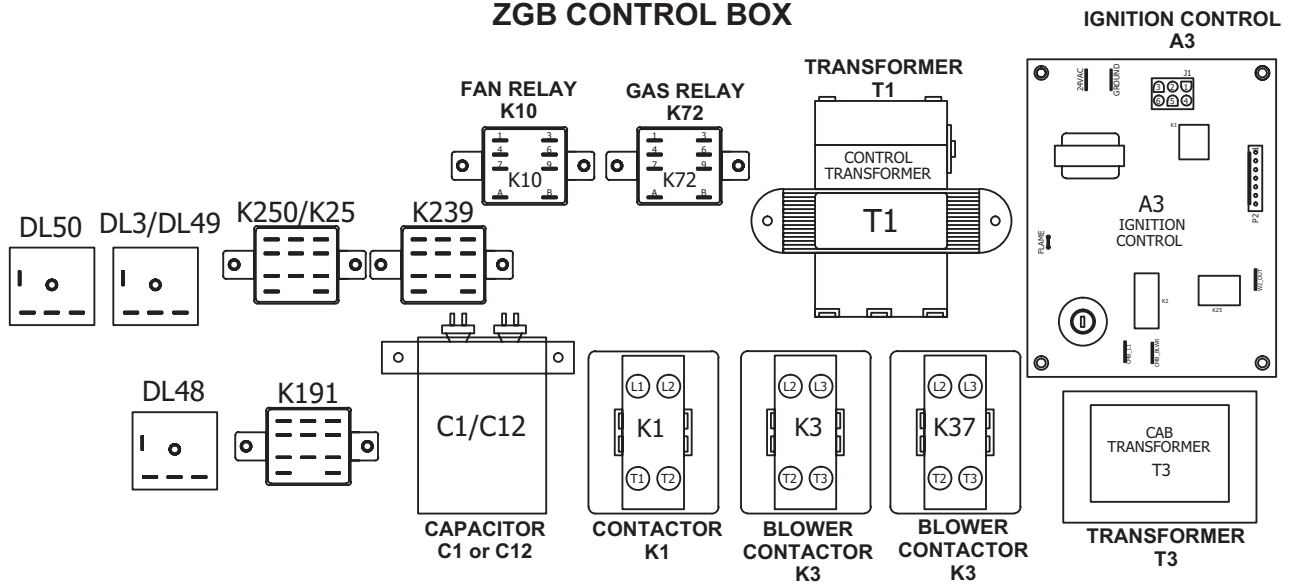 ZGB CONTROL BOX
IGNITION CONTROL
A3
TRANSFORMER
T1
FAN RELAY
K10
GAS RELAY
K72
24VAC
GROUND
J1
3 2 1
6 5 4
K1
1 3
4 6
7 9
K10
A B
1 3
4 6
7 9
K72
A B
CONTROL
TRANSFORMER
T1
A3
IGNITION
CONTROL
P2
FLAME
W2_OUT
K2
K25
CMB_L1
CMB_BLWR
DL50
DL3/DL49
K250/K25
K239
DL48
K191
C1/C12
L1 L2
K1
T1 T2
L2 L3
K3
T2 T3
L2 L3
K37
T2 T3
CAB
TRANSFORMER
T3
CAPACITOR
C1 or C12
CONTACTOR
K1
BLOWER
CONTACTOR
K3
BLOWER
CONTACTOR
K3
TRANSFORMER
T3